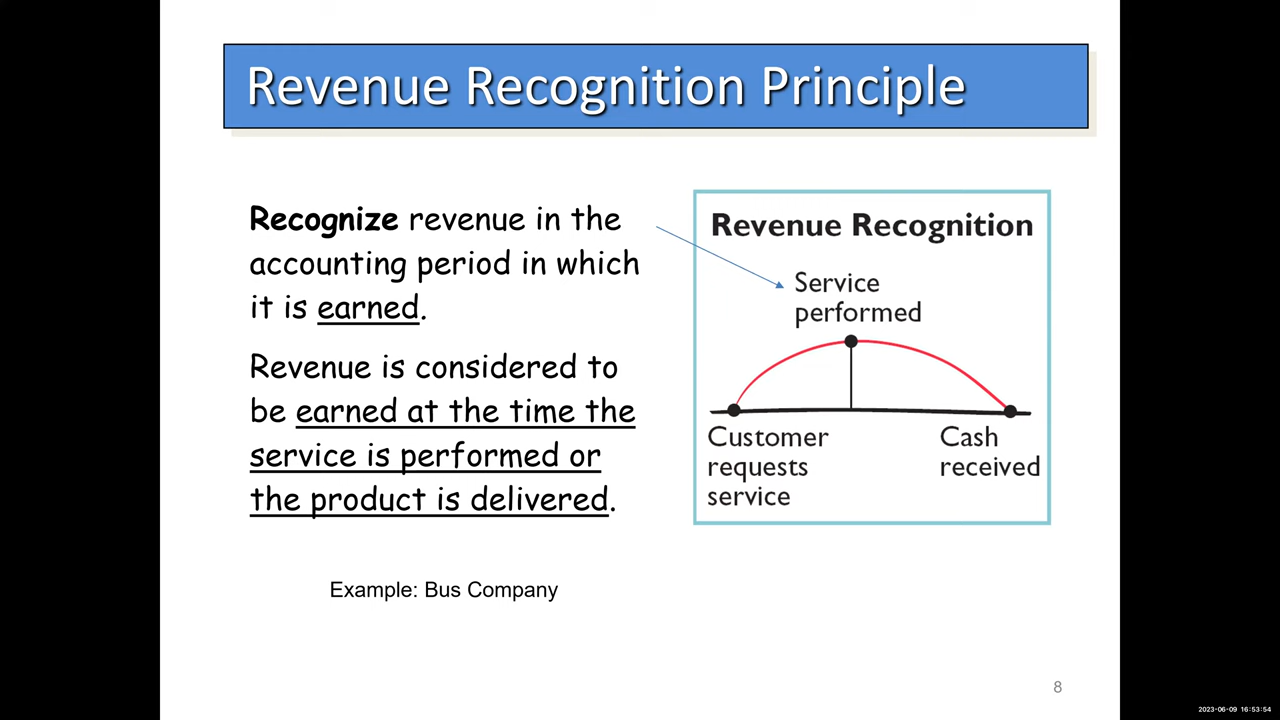 Revenue Recognition Principle
Recognize revenue in the
accounting period in which
it is earned.
Revenue is considered to
be earned at the time the
service is performed or
the product is delivered.
Example: Bus Company
Revenue Recognition
Service
performed
Customer
requests
service
Cash
received
8
2023-06-09 16:53:54